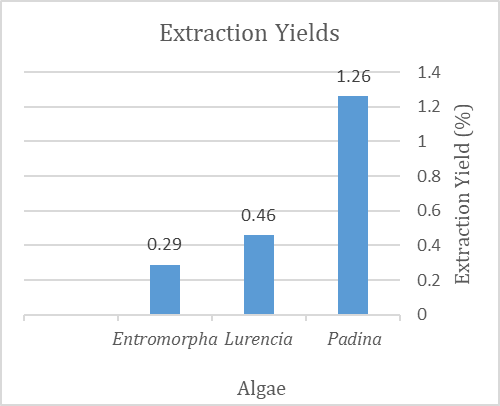 Extraction Yields
1.26
0.46
0.29
1.4
1.2
1
0.8
0.6
0.4
0.2
0
Extraction Yield (%)
Entromorpha Lurencia Padina
Algae